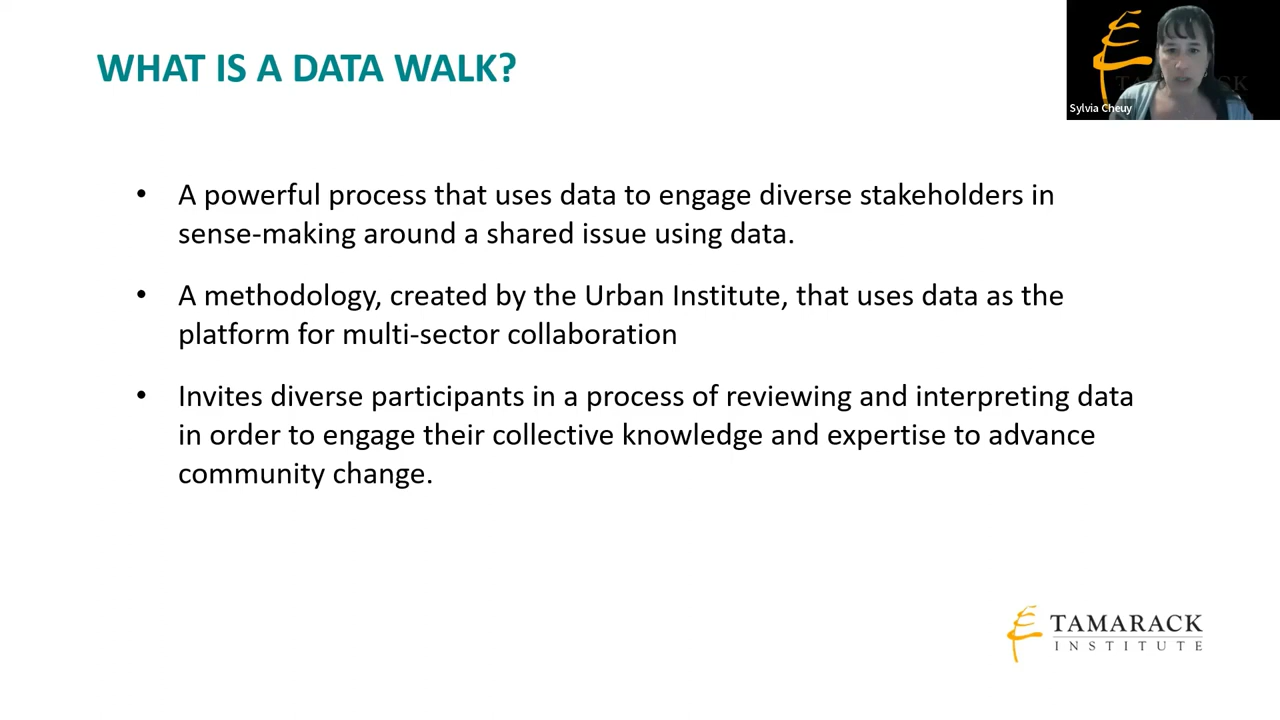 WHAT IS A DATA WALK?
TAMARACK
Sylvia Cheuy
• A powerful process that uses data to engage diverse stakeholders in
sense-making around a shared issue using data.
• A methodology, created by the Urban Institute, that uses data as the
platform for multi-sector collaboration
• Invites diverse participants in a process of reviewing and interpreting data
in order to engage their collective knowledge and expertise to advance
community change.
TAMARACK
INSTITUTE